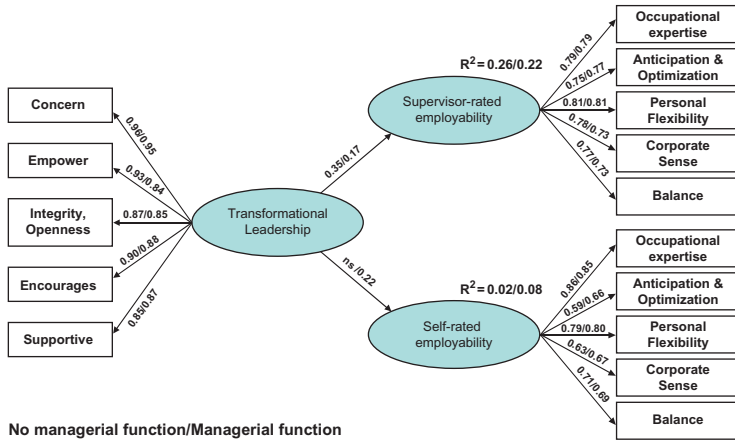 Concern
Empower
Integrity,
Openness
Encourages
Supportive
0.96/0.95
0.93/0.84
0.87/0.85
0.90/0.88
0.85/0.87
Transformational
Leadership
0.35/0.17
ns/0.22
R²= 0.26/0.22
Supervisor-rated
employability
0.79/0.79
0.75/0.77
0.81/0.81
0.78/0.73
0.77/0.73
Occupational
expertise
Anticipation &
Optimization
Personal
Flexibility
Corporate
Sense
Balance
R²= 0.02/0.08
Self-rated
employability
0.86/0.85
0.59/0.66
0.79/0.80
0.63/0.67
0.71/0.69
Occupational
expertise
Anticipation &
Optimization
Personal
Flexibility
Corporate
Sense
Balance
No managerial function/Managerial function